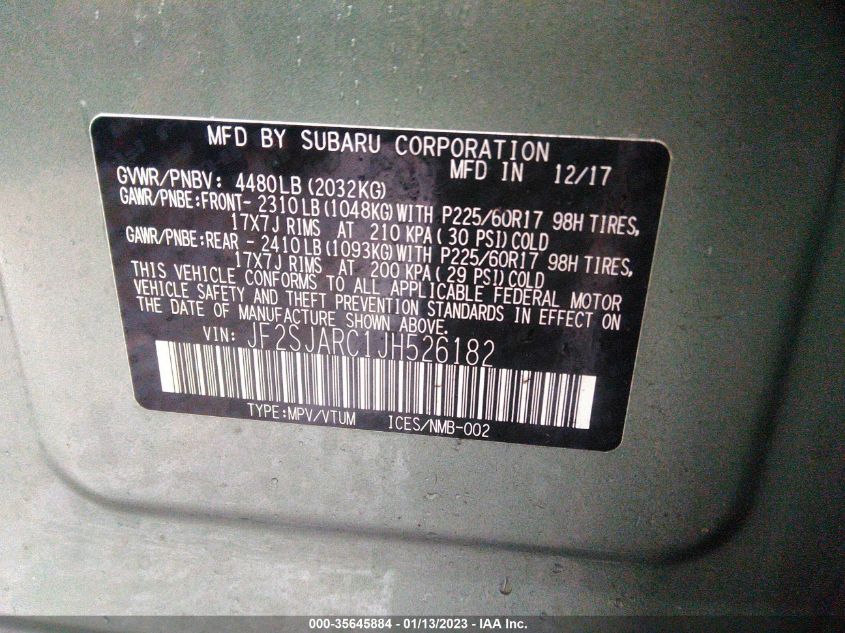 MFD BY SUBARU CORPORATION
MFD IN 12/17
GVWR/PNBV: 4480LB(2032KG)
GAWR/PNBE:FRONT- 2310LB(1048KG)WITH P225/60R17 98H TIRES,
17X7J RIMS AT 210 KPA(30 PSI)COLD
GAWR/PNBE:REAR - 2410LB(1093KG)WITH P225/60R17 98H TIRES,
17X7J RIMS AT 200 KPA(29 PSI)COLD
THIS VEHICLE CONFORMS TO ALL APPLICABLE FEDERAL MOTOR
VEHICLE SAFETY AND THEFT PREVENTION STANDARDS IN EFFECT ON
THE DATE OF MANUFACTURE SHOWN ABOVE.
VIN: JF2SJARC1JH526182
TYPE:MPV/VTUM ICES/NMB-002
000-35645884 - 01/13/2023 - IAA Inc.